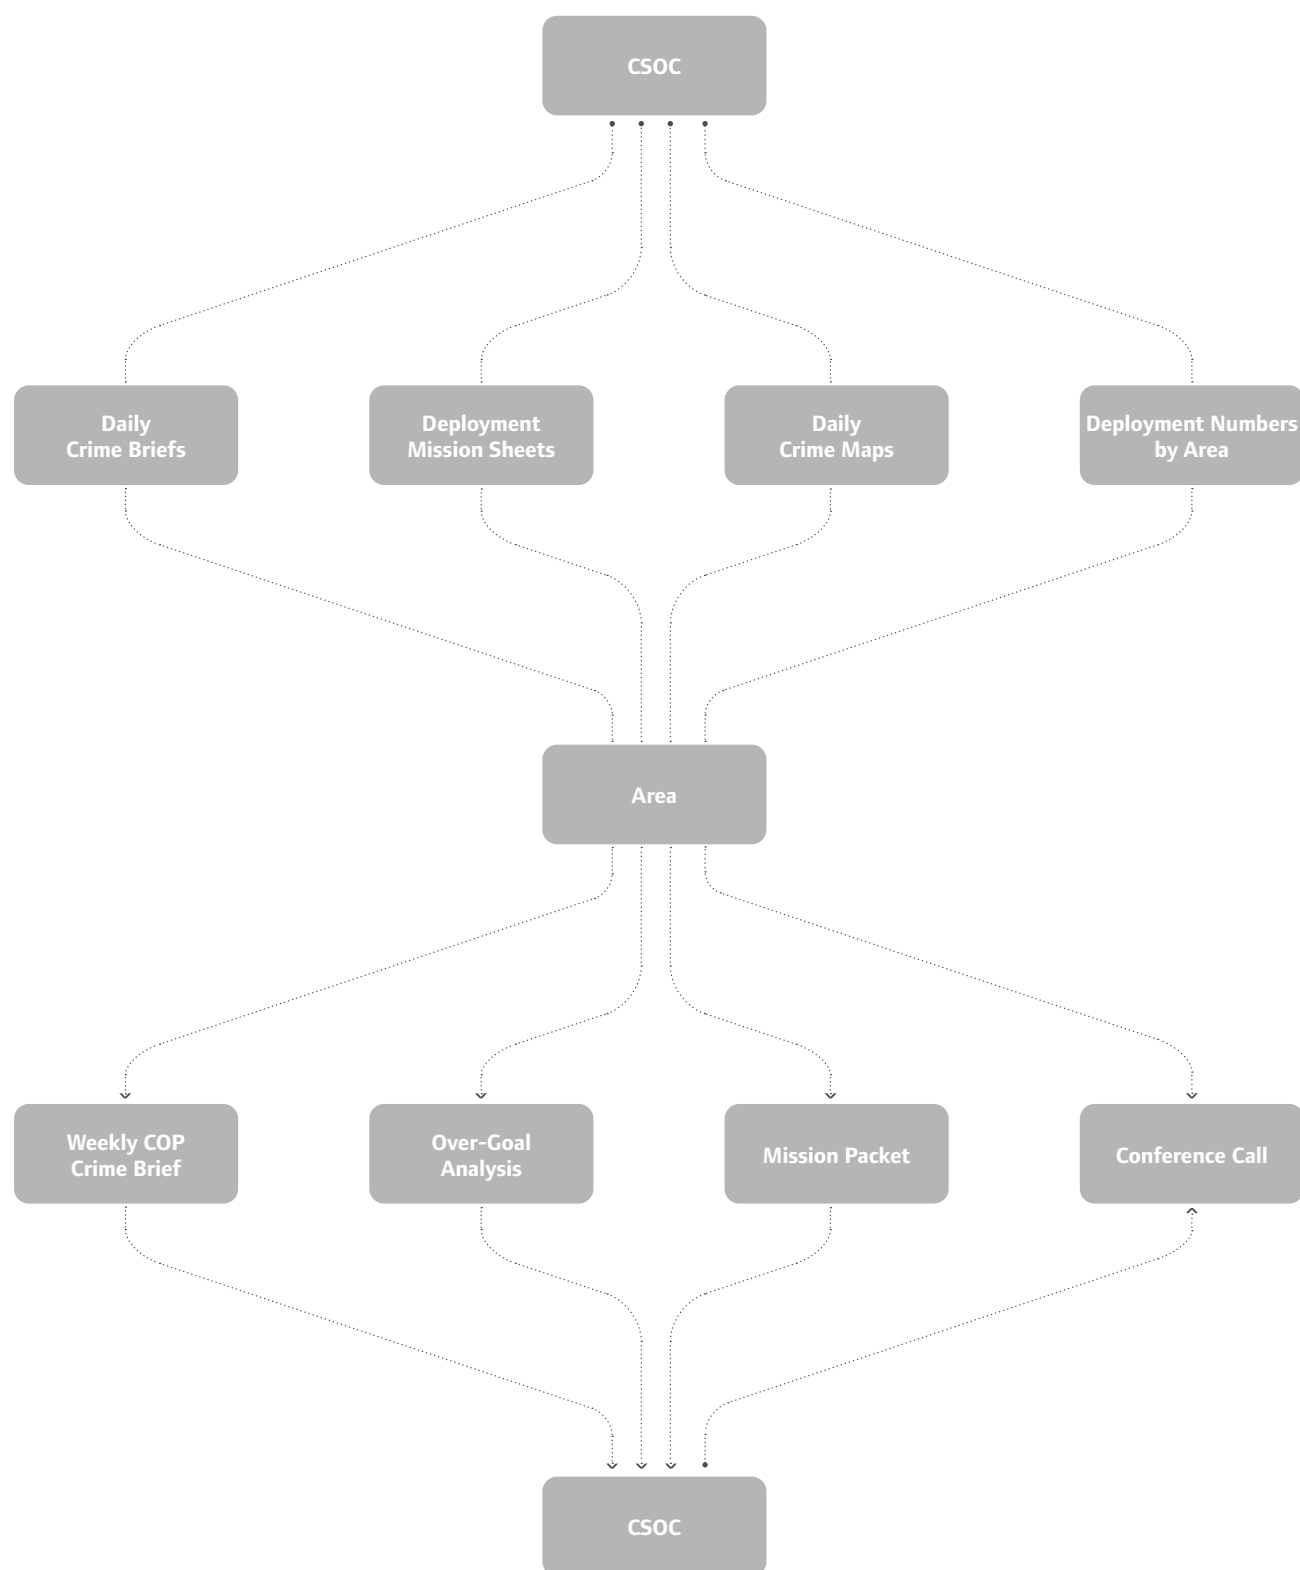 CSOC
Daily
Crime Briefs
Deployment
Mission Sheets
Daily
Crime Maps
Deployment Numbers
by Area
Area
Weekly COP
Crime Brief
Over-Goal
Analysis
Mission Packet
Conference Call
CSOC